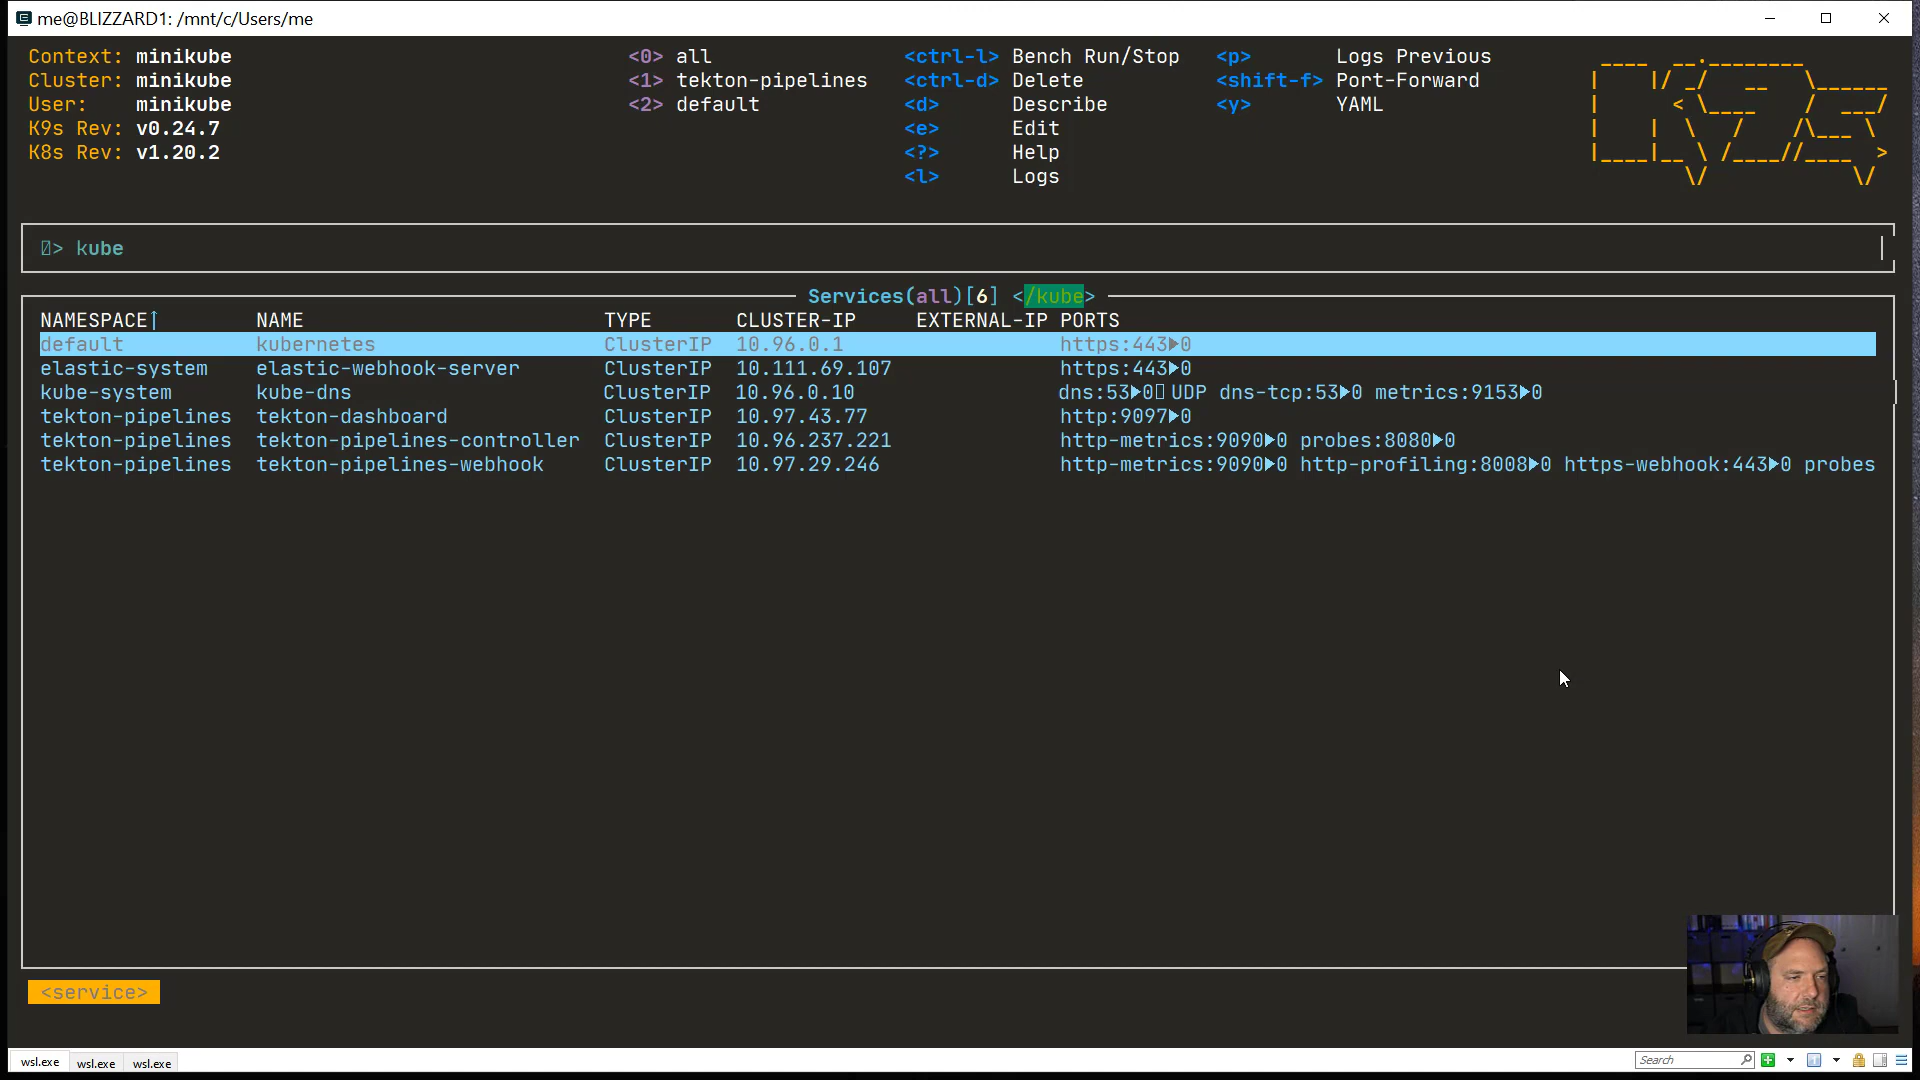 me@BLIZZARD1: /mnt/c/Users/me
Context: minikube <0> all <ctrl-l> Bench Run/Stop <p> Logs Previous
Cluster: minikube <1> tekton-pipelines <ctrl-d> Delete <shift-f> Port-Forward
User: minikube <2> default <d> Describe <y> YAML
K9s Rev: v0.24.7 <e> Edit
K8s Rev: v1.20.2 <?> Help
<l> Logs
> kube
Services(all)[6] </kube>
NAMESPACE↑ NAME TYPE CLUSTER-IP EXTERNAL-IP PORTS
default kubernetes ClusterIP 10.96.0.1 https:443►0
elastic-system elastic-webhook-server ClusterIP 10.111.69.107 https:443►0
kube-system kube-dns ClusterIP 10.96.0.10 dns:53►0 UDP dns-tcp:53►0 metrics:9153►0
tekton-pipelines tekton-dashboard ClusterIP 10.97.43.77 http:9097►0
tekton-pipelines tekton-pipelines-controller ClusterIP 10.96.237.221 http-metrics:9090►0 probes:8080►0
tekton-pipelines tekton-pipelines-webhook ClusterIP 10.97.29.246 http-metrics:9090►0 http-profiling:8008►0 https-webhook:443►0 probes
<service>
wsl.exe wsl.exe wsl.exe Search